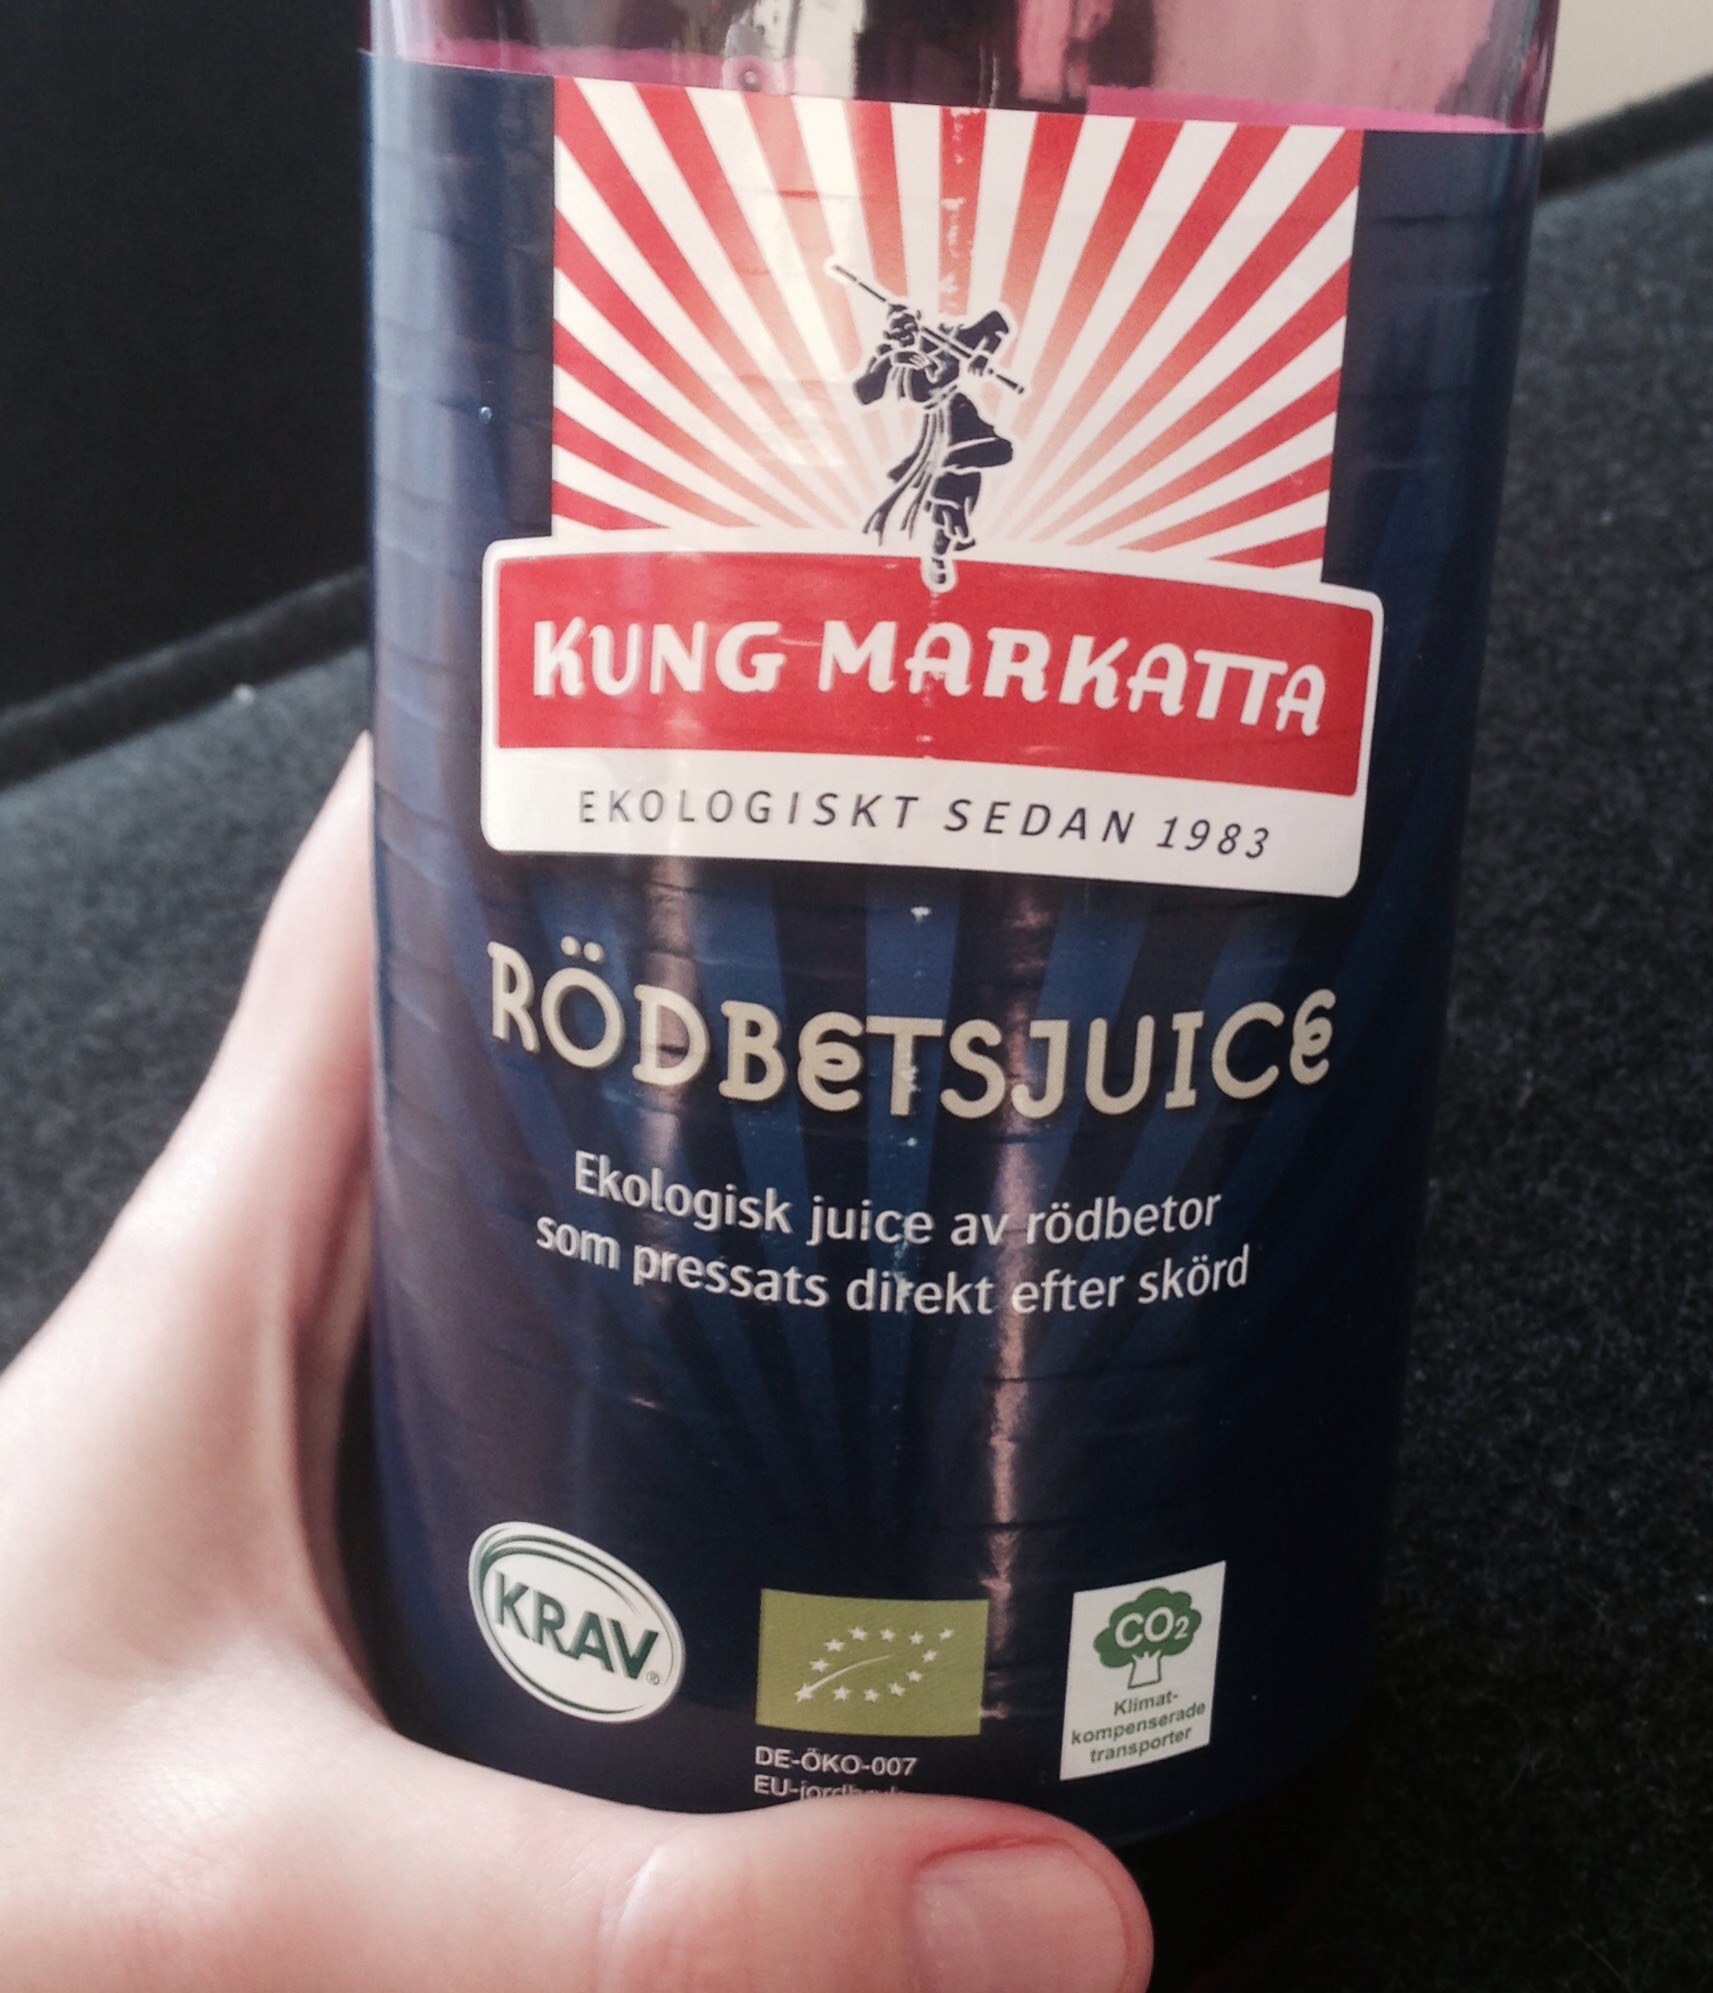 KUNG MARKATTA
EKOLOGISKT SEDAN 1983
RÖDBETSJUICE
Ekologisk juice av rödbetor
som pressats direkt efter skörd
KRAV®
CO2
Klimat-
kompenserade
transporter
DE-ÖKO-007